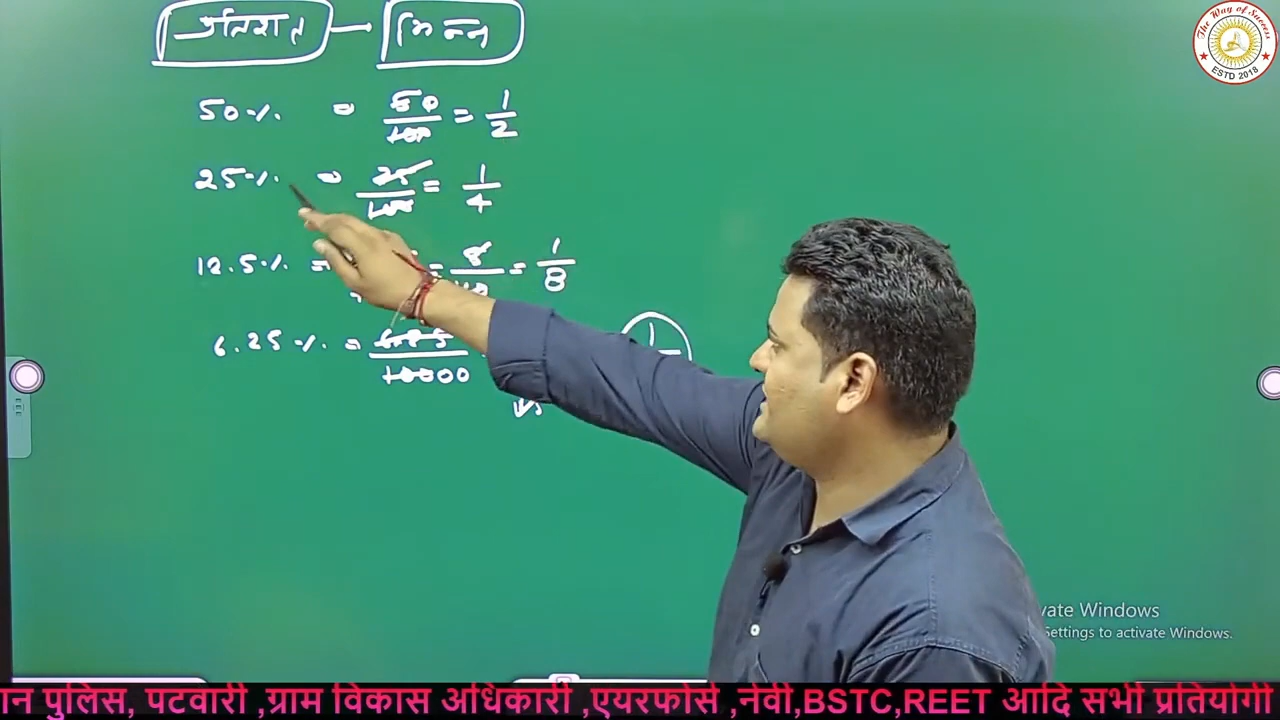 The Way of Success
ESTD 2018
प्रतिशत — भिन्न
50% = 50/100 = 1/2
25% = 25/100 = 1/4
12.5% = = 1/8
6.25% = 625/10000
vate Windows
Settings to activate Windows.
ान पुलिस, पटवारी ,ग्राम विकास अधिकारी ,एयरफोर्स ,नेवी,BSTC,REET आदि सभी प्रतियोगी